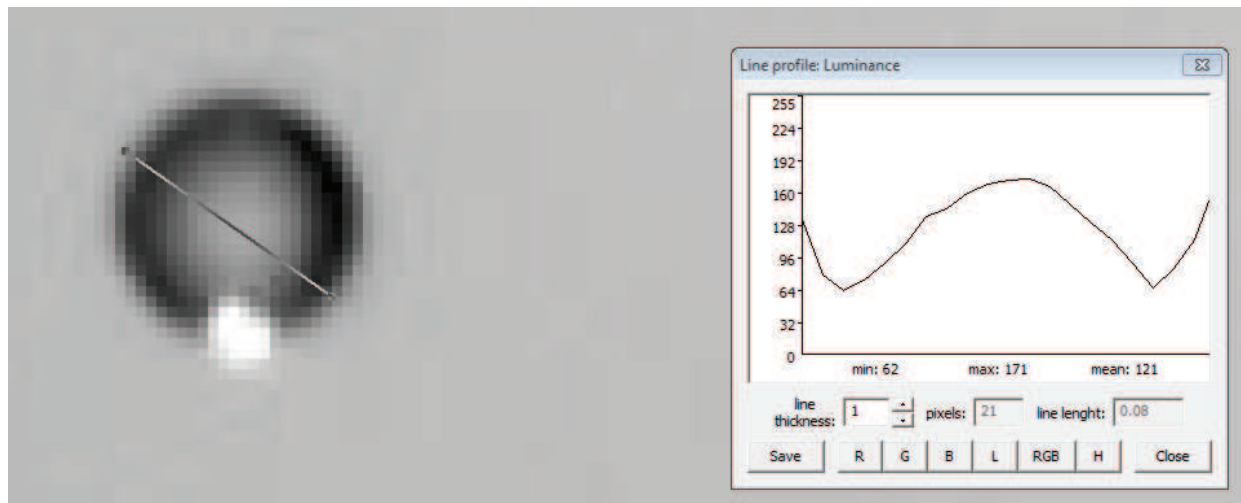 Line profile: Luminance
255
224
192
160
128
96
64
32
0
min: 62 max: 171 mean: 121
line thickness: 1 pixels: 21 line lenght: 0.08
Save R G B L RGB H Close